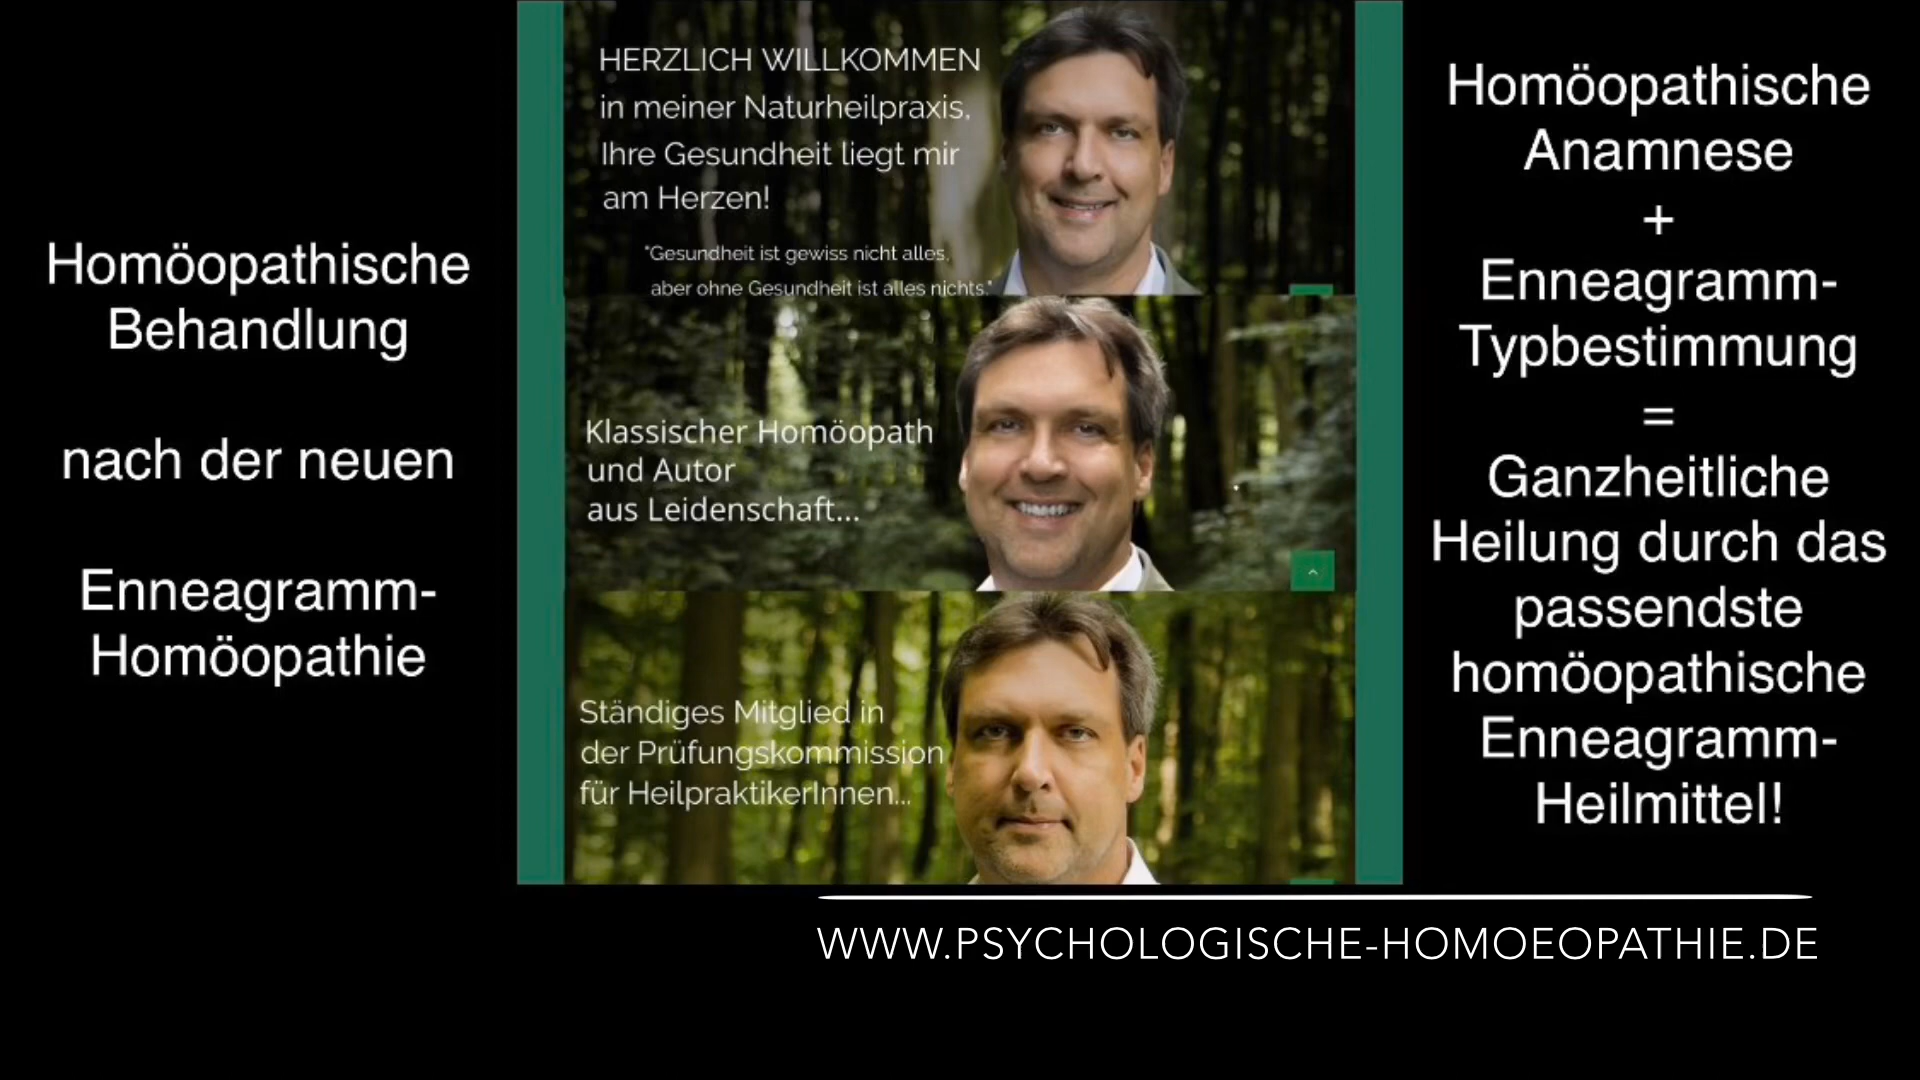 Homöopathische
Behandlung
nach der neuen
Enneagramm-
Homöopathie
HERZLICH WILLKOMMEN
in meiner Naturheilpraxis,
Ihre Gesundheit liegt mir
am Herzen!
"Gesundheit ist gewiss nicht alles,
aber ohne Gesundheit ist alles nichts."
Klassischer Homöopath
und Autor
aus Leidenschaft...
Ständiges Mitglied in
der Prüfungskommission
für HeilpraktikerInnen...
Homöopathische
Anamnese
+
Enneagramm-
Typbestimmung
=
Ganzheitliche
Heilung durch das
passendste
homöopathische
Enneagramm-
Heilmittel!
WWW.PSYCHOLOGISCHE-HOMOEOPATHIE.DE